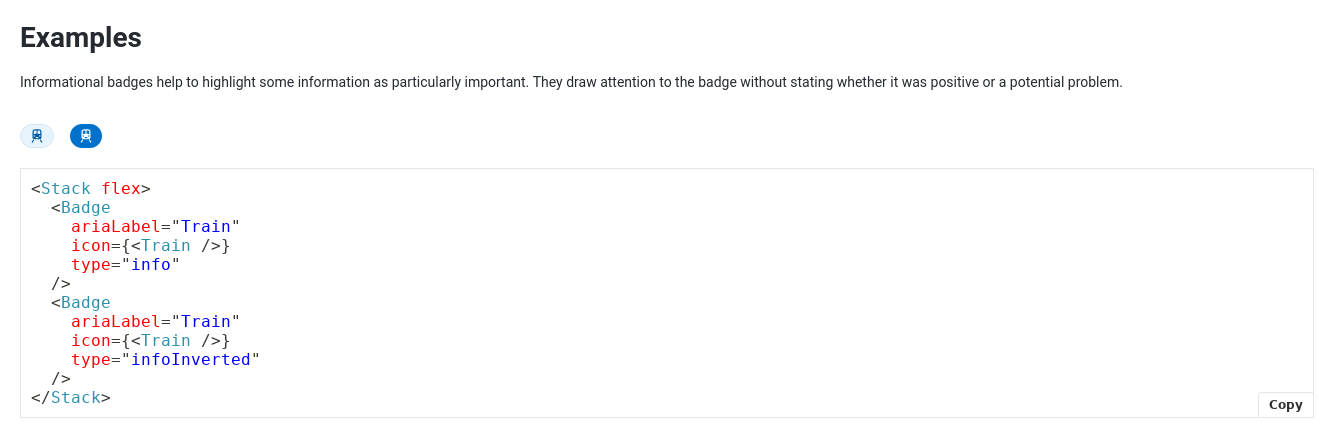 Examples
Informational badges help to highlight some information as particularly important. They draw attention to the badge without stating whether it was positive or a potential problem.
<Stack flex>
  <Badge
    ariaLabel="Train"
    icon={<Train />}
    type="info"
  />
  <Badge
    ariaLabel="Train"
    icon={<Train />}
    type="infoInverted"
  />
</Stack>
Copy